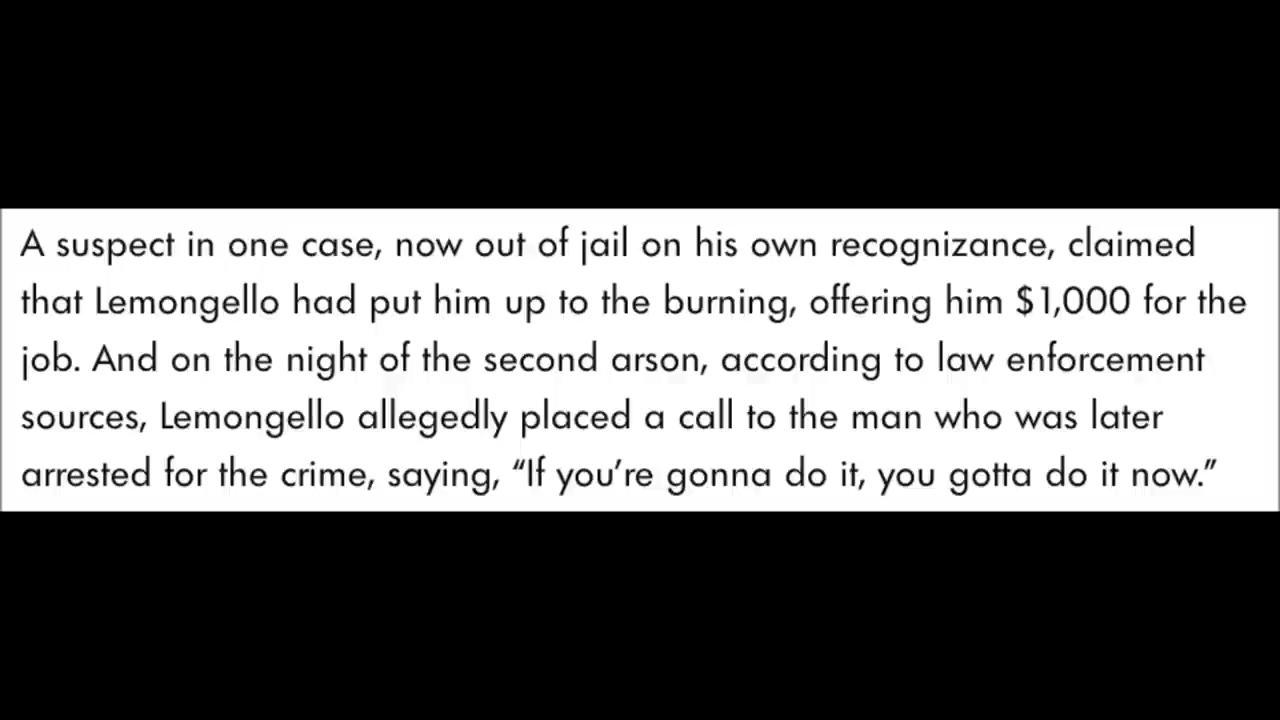 A suspect in one case, now out of jail on his own recognizance, claimed
that Lemongello had put him up to the burning, offering him $1,000 for the
job. And on the night of the second arson, according to law enforcement
sources, Lemongello allegedly placed a call to the man who was later
arrested for the crime, saying, “If you’re gonna do it, you gotta do it now.”